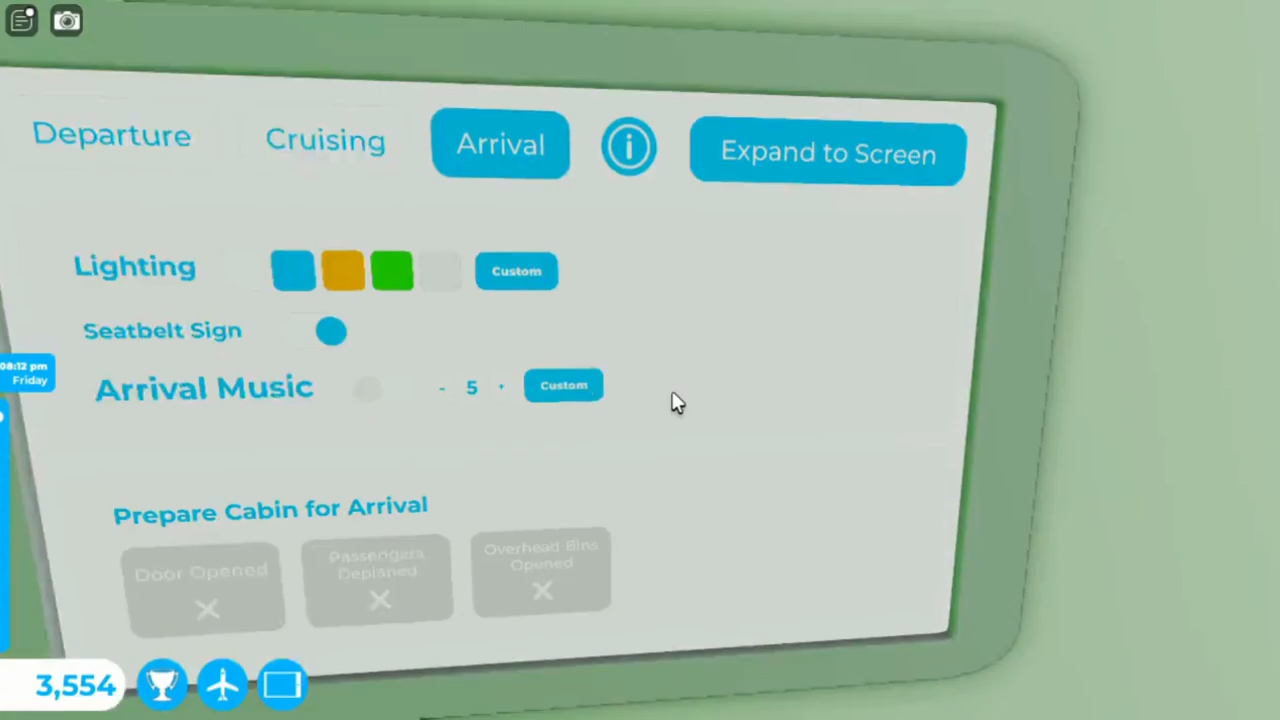 Departure
Cruising
Arrival
Expand to Screen
Lighting
Custom
Seatbelt Sign
08:12 pm
Friday
Arrival Music
- 5
Custom
Prepare Cabin for Arrival
Door Opened
Passengers
Deplaned
Overhead Bins
Opened
3,554